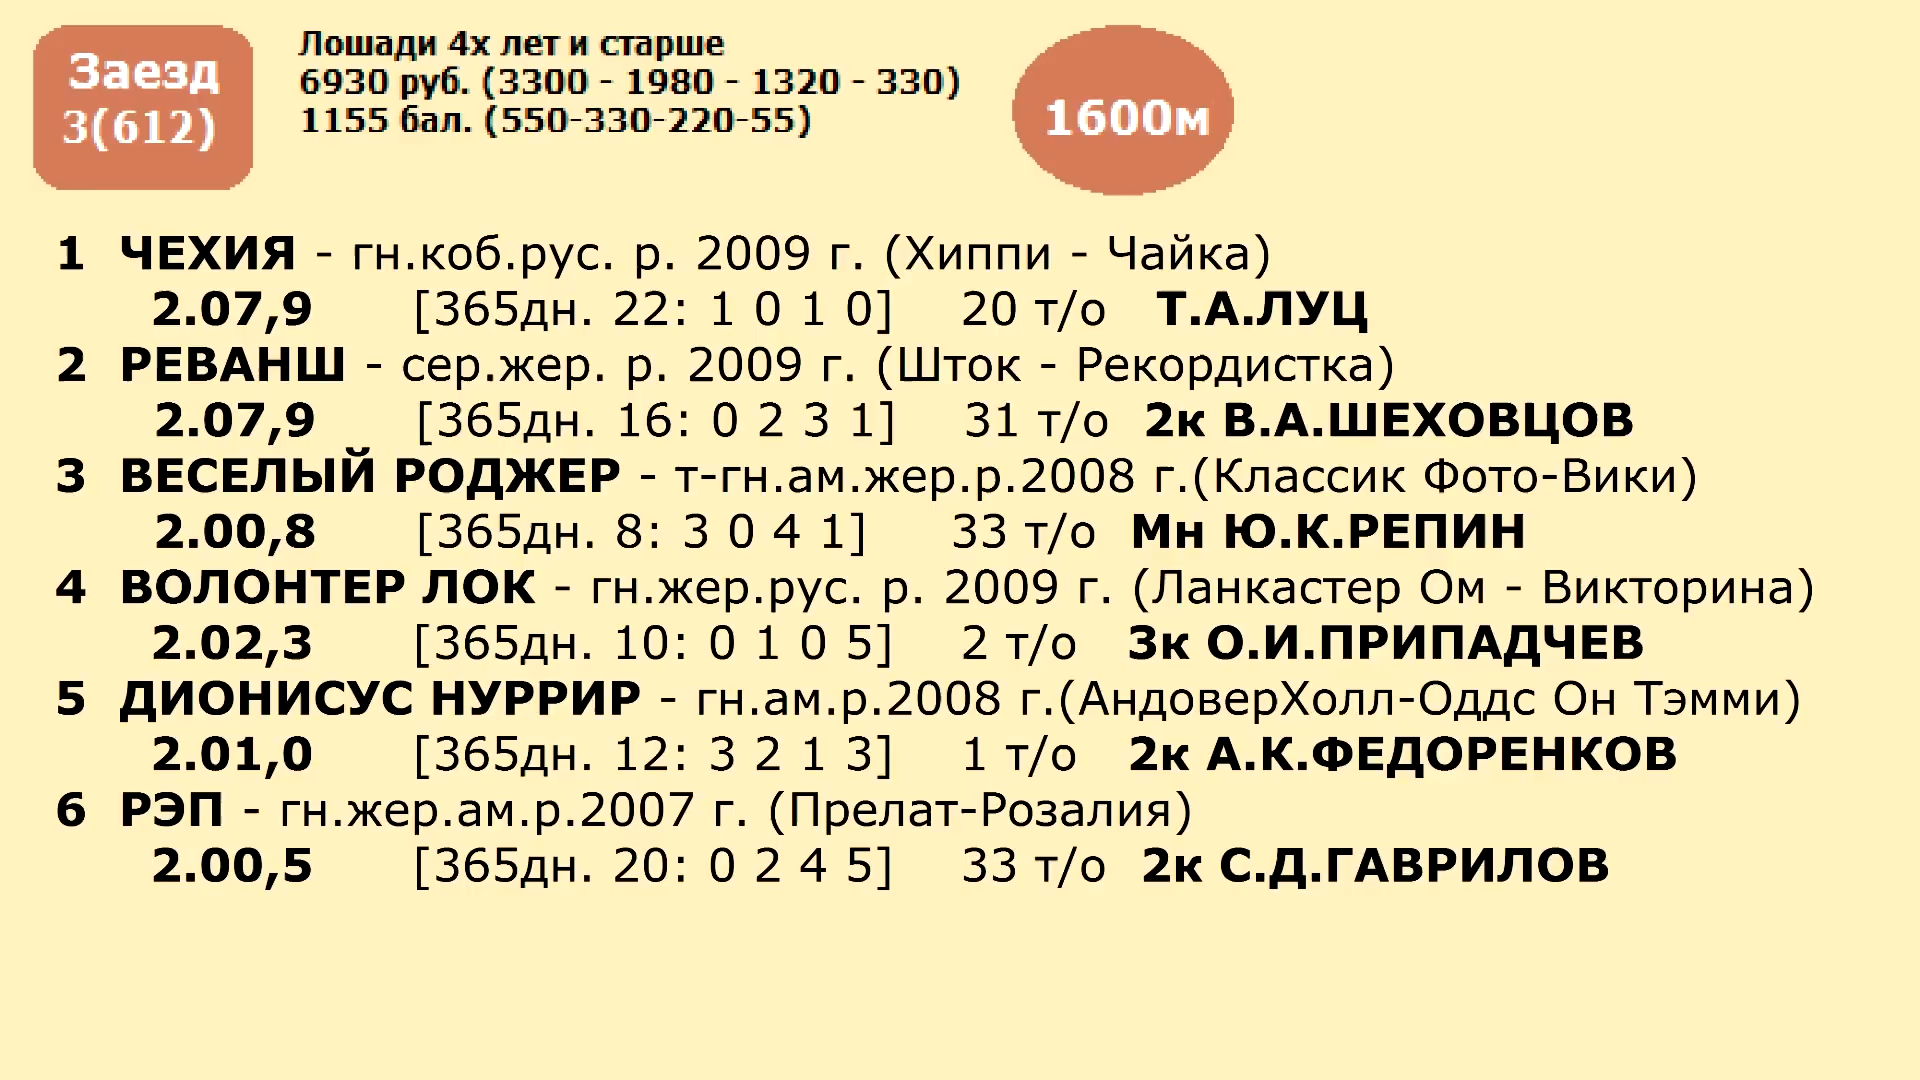 Заезд
3(612)
Лошади 4х лет и старше
6930 руб. (3300 - 1980 - 1320 - 330)
1155 бал. (550-330-220-55)
1600м
1 ЧЕХИЯ - гн.коб.рус. р. 2009 г. (Хиппи - Чайка)
2.07,9 [365дн. 22: 1 0 1 0] 20 т/о Т.А.ЛУЦ
2 РЕВАНШ - сер.жер. р. 2009 г. (Шток - Рекордистка)
2.07,9 [365дн. 16: 0 2 3 1] 31 т/о 2к В.А.ШЕХОВЦОВ
3 ВЕСЕЛЫЙ РОДЖЕР - т-гн.ам.жер.р.2008 г.(Классик Фото-Вики)
2.00,8 [365дн. 8: 3 0 4 1] 33 т/о Мн Ю.К.РЕПИН
4 ВОЛОНТЕР ЛОК - гн.жер.рус. р. 2009 г. (Ланкастер Ом - Викторина)
2.02,3 [365дн. 10: 0 1 0 5] 2 т/о 3к О.И.ПРИПАДЧЕВ
5 ДИОНИСУС НУРРИР - гн.ам.р.2008 г.(АндоверХолл-Оддс Он Тэмми)
2.01,0 [365дн. 12: 3 2 1 3] 1 т/о 2к А.К.ФЕДОРЕНКОВ
6 РЭП - гн.жер.ам.р.2007 г. (Прелат-Розалия)
2.00,5 [365дн. 20: 0 2 4 5] 33 т/о 2к С.Д.ГАВРИЛОВ